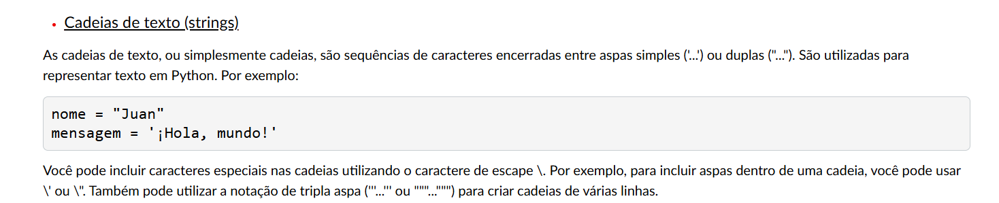 • Cadeias de texto (strings)
As cadeias de texto, ou simplesmente cadeias, são sequências de caracteres encerradas entre aspas simples ('...') ou duplas ("..."). São utilizadas para
representar texto em Python. Por exemplo:
nome = "Juan"
mensagem = '¡Hola, mundo!'
Você pode incluir caracteres especiais nas cadeias utilizando o caractere de escape \. Por exemplo, para incluir aspas dentro de uma cadeia, você pode usar
\' ou \". Também pode utilizar a notação de tripla aspa ('''...''' ou """...""") para criar cadeias de várias linhas.